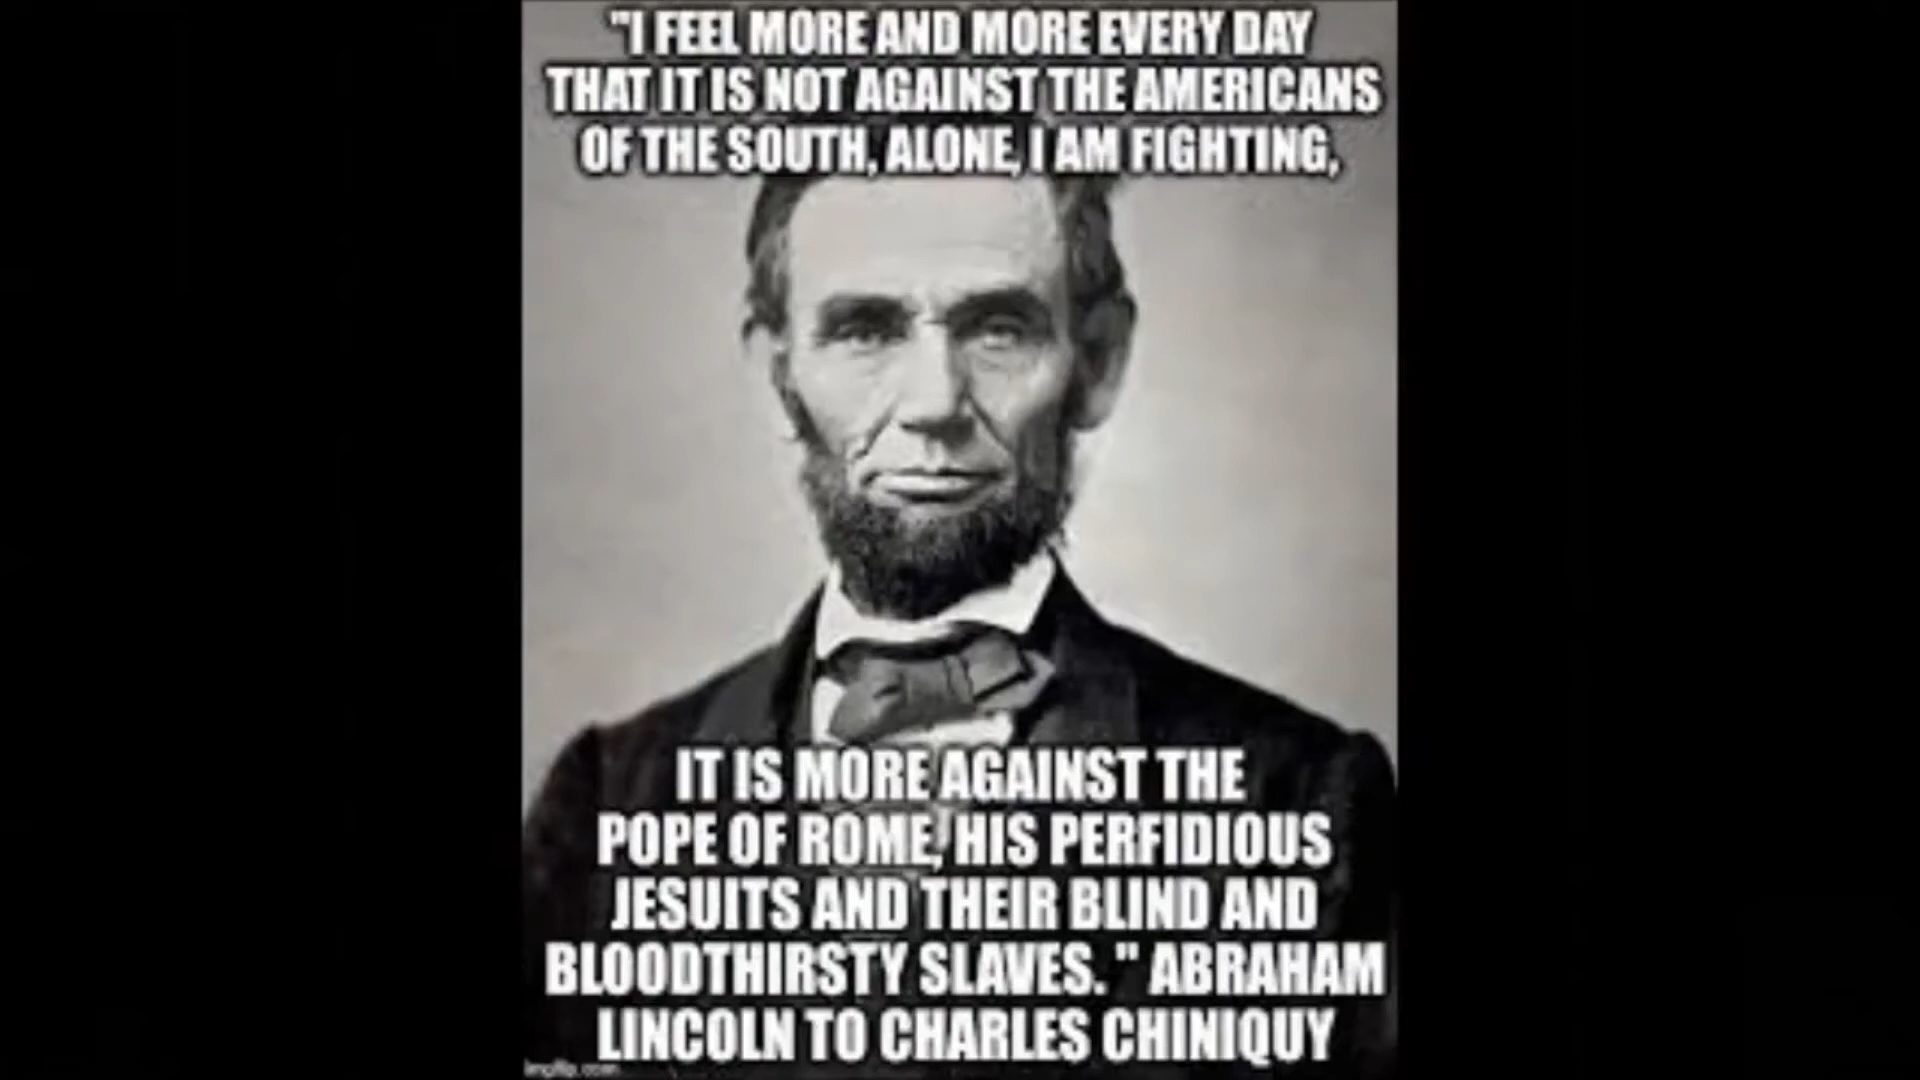 "I FEEL MORE AND MORE EVERY DAY
THAT IT IS NOT AGAINST THE AMERICANS
OF THE SOUTH, ALONE, I AM FIGHTING,
IT IS MORE AGAINST THE
POPE OF ROME, HIS PERFIDIOUS
JESUITS AND THEIR BLIND AND
BLOODTHIRSTY SLAVES. " ABRAHAM
LINCOLN TO CHARLES CHINIQUY
imgflip.com